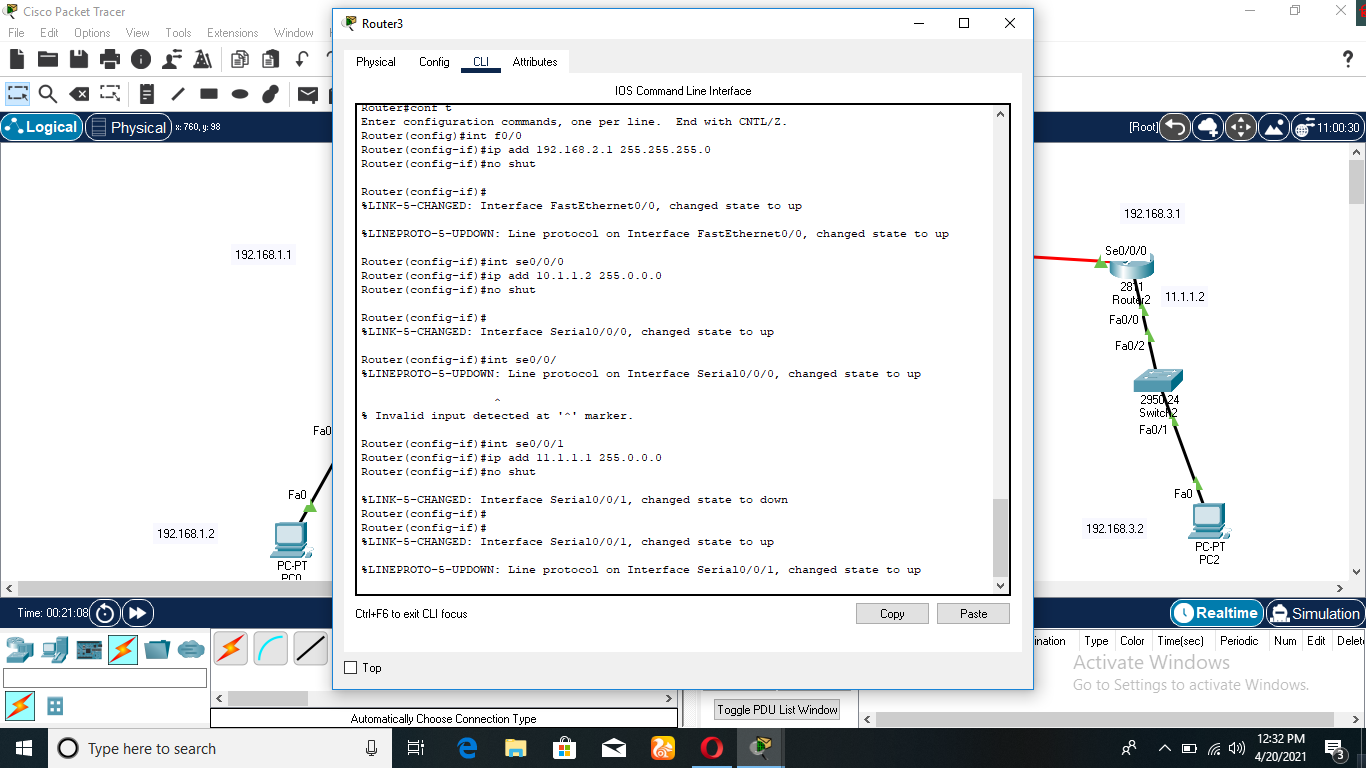 Cisco Packet Tracer
File Edit Options View Tools Extensions Window
Logical Physical x: 760, y: 98
[Root] 11:00:30
Router3
Physical Config CLI Attributes
IOS Command Line Interface
Router#conf t
Enter configuration commands, one per line. End with CNTL/Z.
Router(config)#int f0/0
Router(config-if)#ip add 192.168.2.1 255.255.255.0
Router(config-if)#no shut
Router(config-if)#
%LINK-5-CHANGED: Interface FastEthernet0/0, changed state to up
%LINEPROTO-5-UPDOWN: Line protocol on Interface FastEthernet0/0, changed state to up
Router(config-if)#int se0/0/0
Router(config-if)#ip add 10.1.1.2 255.0.0.0
Router(config-if)#no shut
Router(config-if)#
%LINK-5-CHANGED: Interface Serial0/0/0, changed state to up
Router(config-if)#int se0/0/
%LINEPROTO-5-UPDOWN: Line protocol on Interface Serial0/0/0, changed state to up
^
% Invalid input detected at '^' marker.
Router(config-if)#int se0/0/1
Router(config-if)#ip add 11.1.1.1 255.0.0.0
Router(config-if)#no shut
%LINK-5-CHANGED: Interface Serial0/0/1, changed state to down
Router(config-if)#
Router(config-if)#
%LINK-5-CHANGED: Interface Serial0/0/1, changed state to up
%LINEPROTO-5-UPDOWN: Line protocol on Interface Serial0/0/1, changed state to up
Ctrl+F6 to exit CLI focus
Copy Paste
Top
192.168.1.1
Fa0
Fa0
192.168.1.2
PC-PT
PC0
192.168.3.1
Se0/0/0
2811
Router2
11.1.1.2
Fa0/0
Fa0/2
2950-24
Switch2
Fa0/1
Fa0
192.168.3.2
PC-PT
PC2
Time: 00:21:08
Realtime Simulation
Automatically Choose Connection Type
Toggle PDU List Window
ination Type Color Time(sec) Periodic Num Edit Delet
Activate Windows
Go to Settings to activate Windows.
Type here to search
12:32 PM
4/20/2021
3